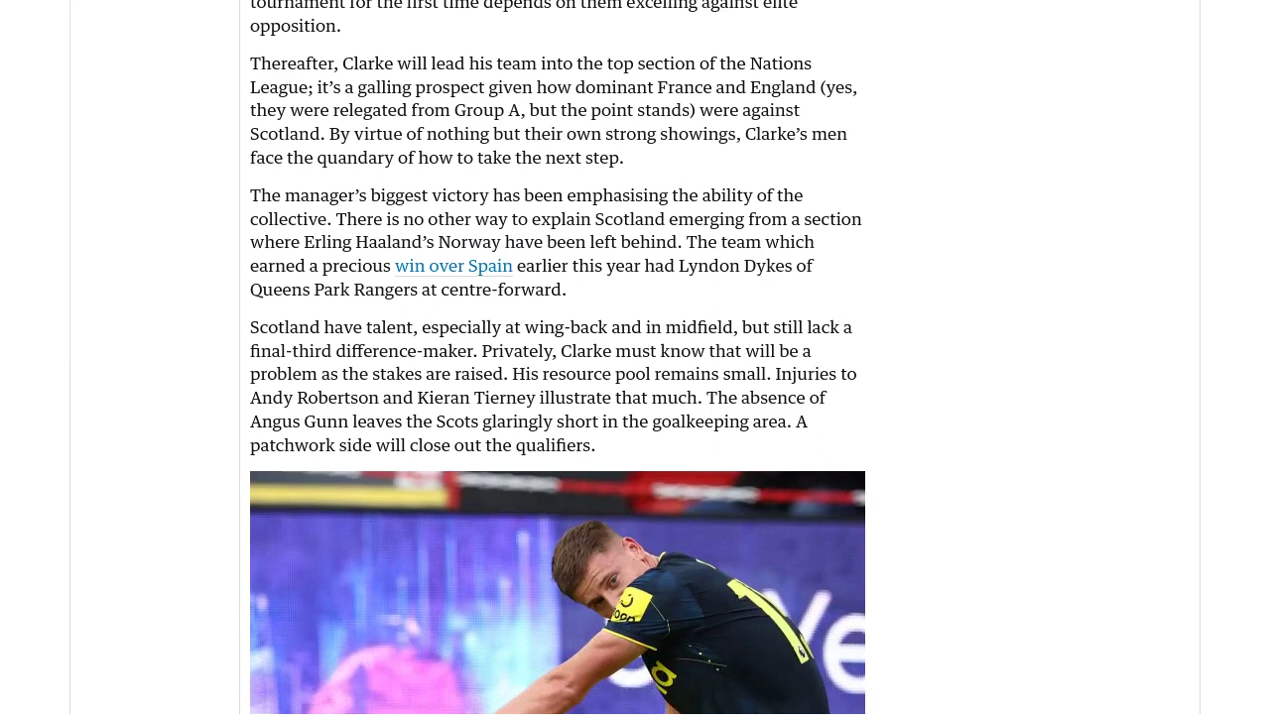 tournament for the first time depends on them excelling against elite
opposition.
Thereafter, Clarke will lead his team into the top section of the Nations
League; it’s a galling prospect given how dominant France and England (yes,
they were relegated from Group A, but the point stands) were against
Scotland. By virtue of nothing but their own strong showings, Clarke’s men
face the quandary of how to take the next step.
The manager’s biggest victory has been emphasising the ability of the
collective. There is no other way to explain Scotland emerging from a section
where Erling Haaland’s Norway have been left behind. The team which
earned a precious win over Spain earlier this year had Lyndon Dykes of
Queens Park Rangers at centre-forward.
Scotland have talent, especially at wing-back and in midfield, but still lack a
final-third difference-maker. Privately, Clarke must know that will be a
problem as the stakes are raised. His resource pool remains small. Injuries to
Andy Robertson and Kieran Tierney illustrate that much. The absence of
Angus Gunn leaves the Scots glaringly short in the goalkeeping area. A
patchwork side will close out the qualifiers.